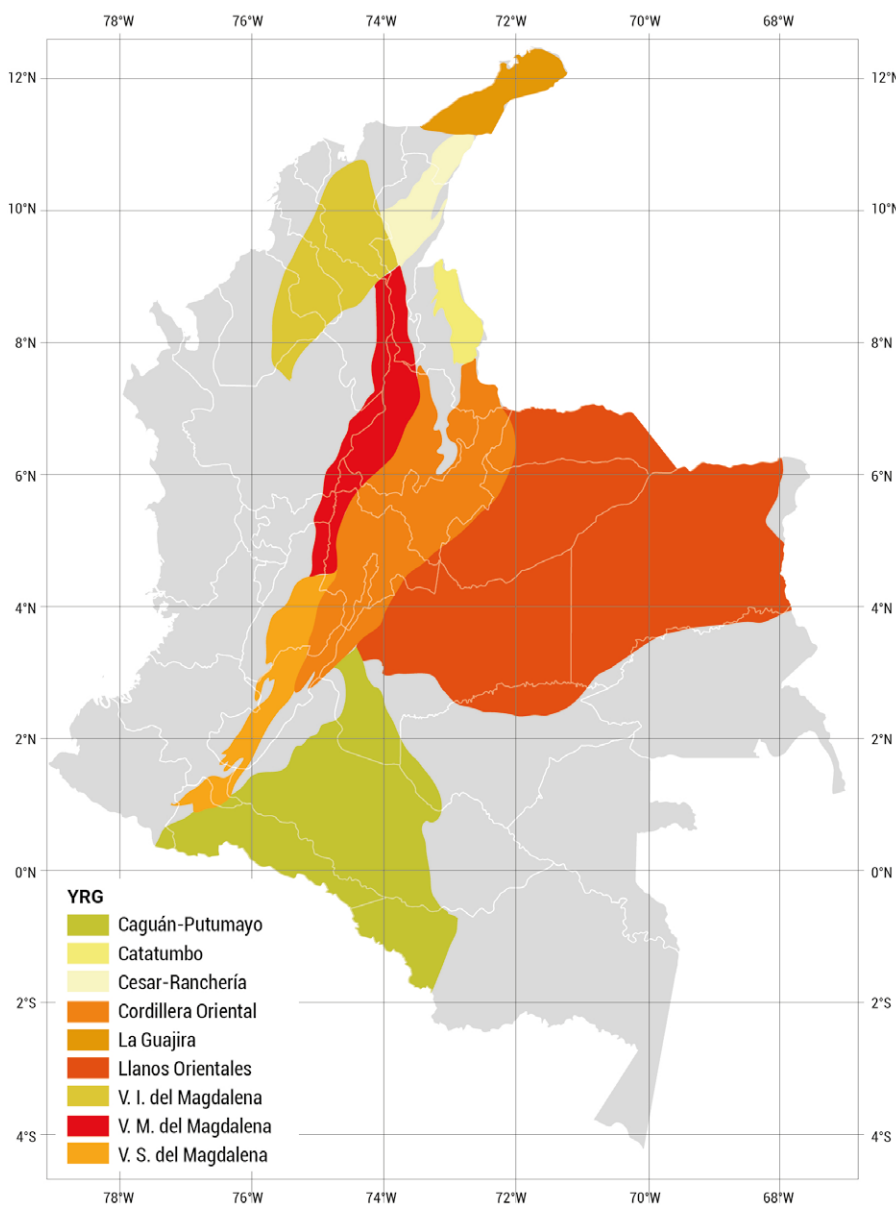 78°W 76°W 74°W 72°W 70°W 68°W
12°N 12°N
10°N 10°N
8°N 8°N
6°N 6°N
4°N 4°N
2°N 2°N
0°N 0°N
YRG
Caguán-Putumayo
Catatumbo
Cesar-Ranchería
2°S 2°S
Cordillera Oriental
La Guajira
Llanos Orientales
V. I. del Magdalena
V. M. del Magdalena
4°S 4°S
V. S. del Magdalena
78°W 76°W 74°W 72°W 70°W 68°W